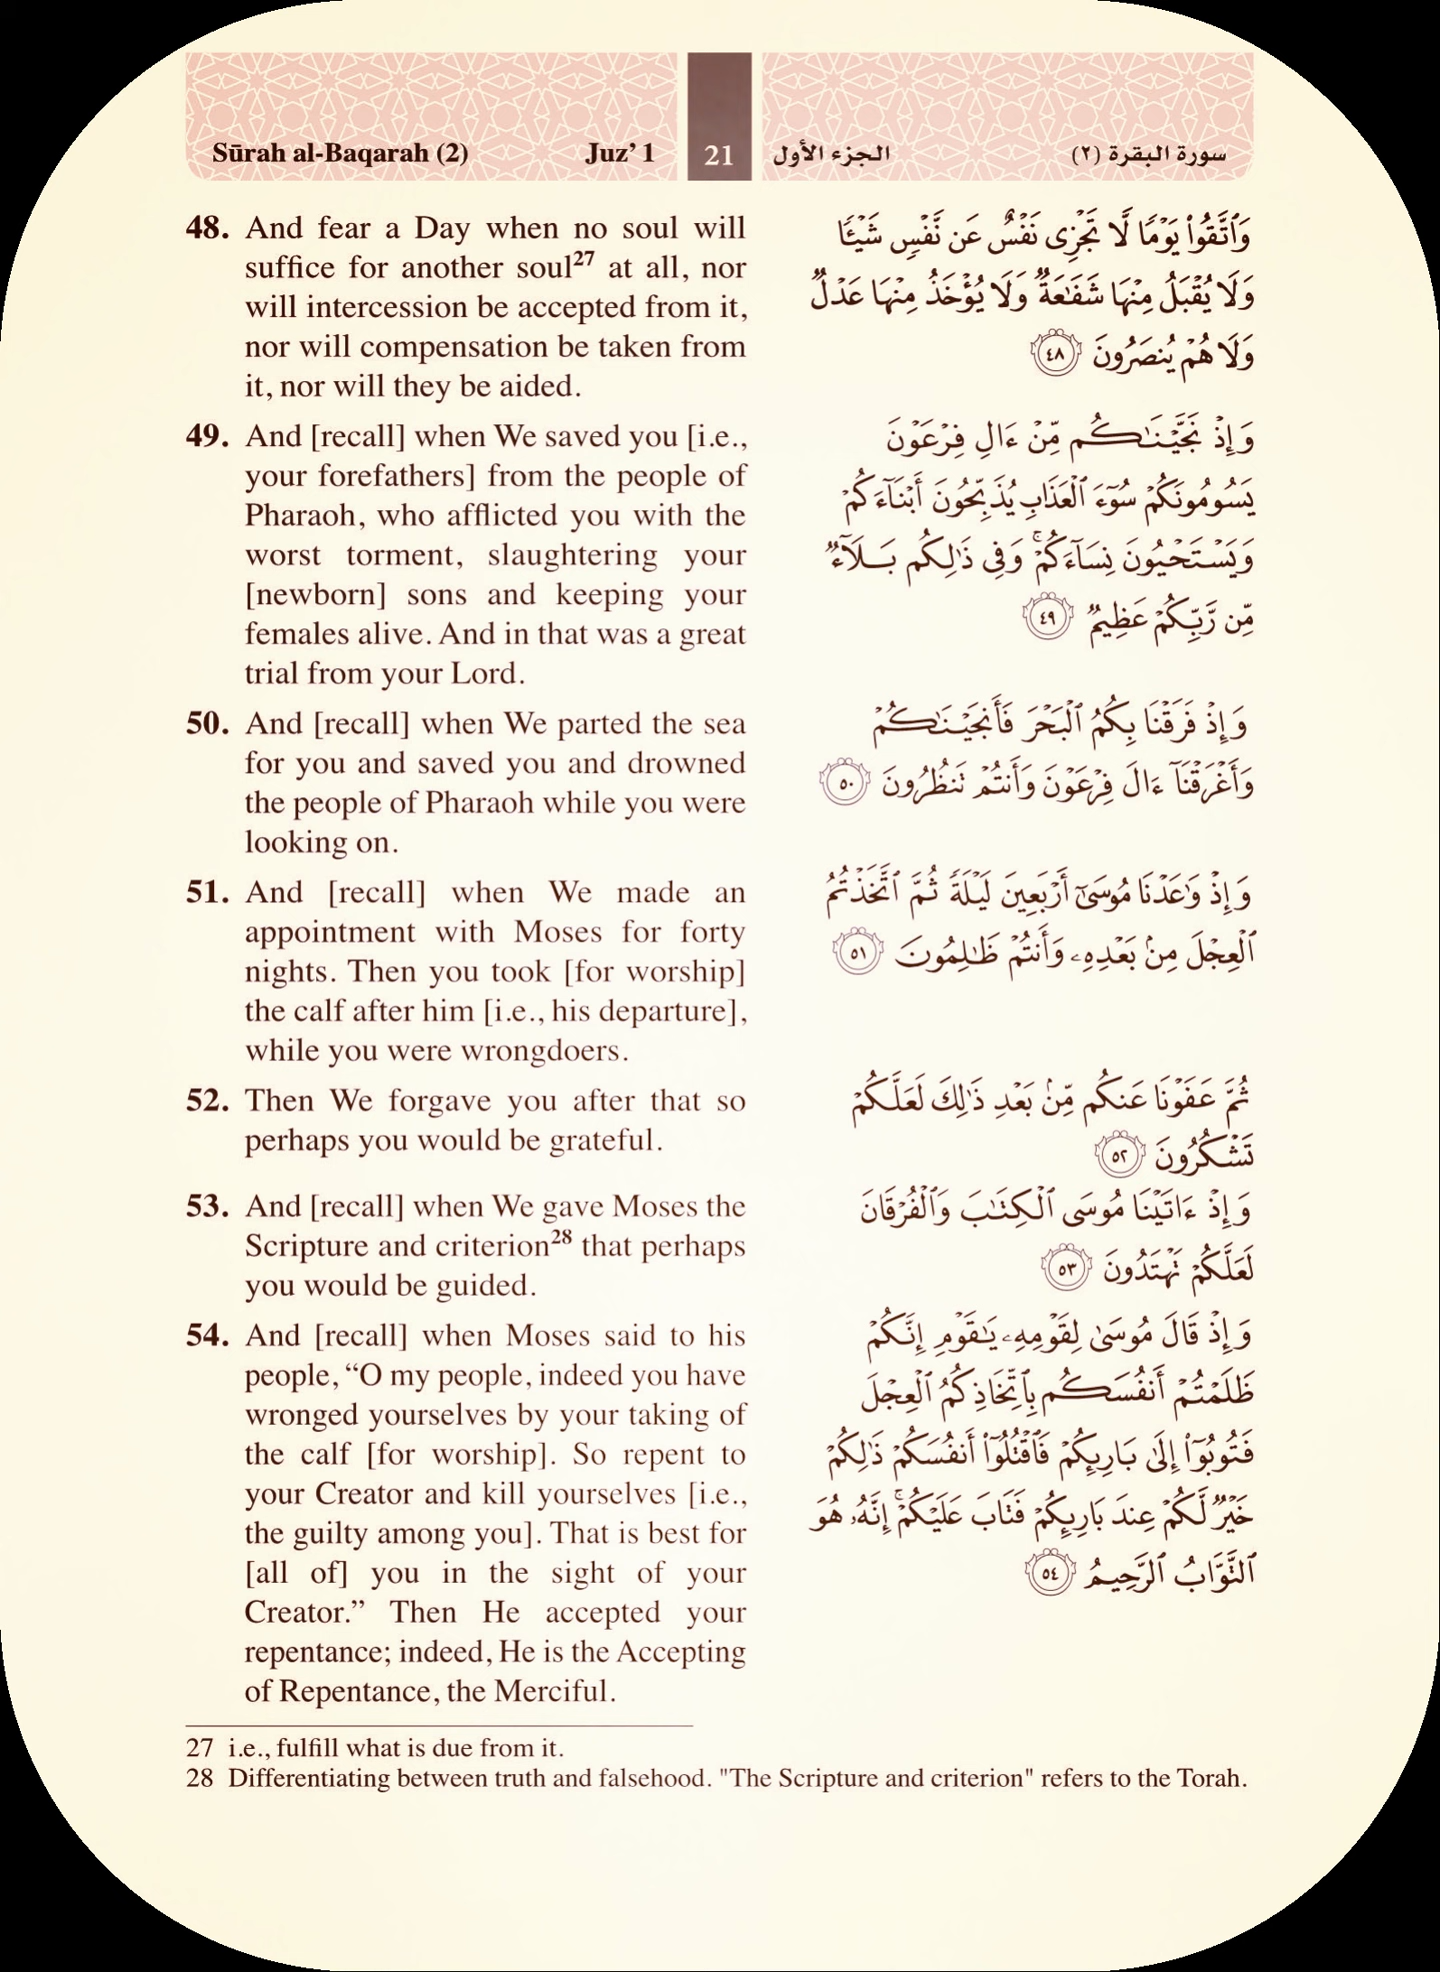 Sūrah al-Baqarah (2) Juz’ 1 21 الجزء الأول سورة البقرة (٢)
48. And fear a Day when no soul will
suffice for another soul27 at all, nor
will intercession be accepted from it,
nor will compensation be taken from
it, nor will they be aided.
49. And [recall] when We saved you [i.e.,
your forefathers] from the people of
Pharaoh, who afflicted you with the
worst torment, slaughtering your
[newborn] sons and keeping your
females alive. And in that was a great
trial from your Lord.
50. And [recall] when We parted the sea
for you and saved you and drowned
the people of Pharaoh while you were
looking on.
51. And [recall] when We made an
appointment with Moses for forty
nights. Then you took [for worship]
the calf after him [i.e., his departure],
while you were wrongdoers.
52. Then We forgave you after that so
perhaps you would be grateful.
53. And [recall] when We gave Moses the
Scripture and criterion28 that perhaps
you would be guided.
54. And [recall] when Moses said to his
people, “O my people, indeed you have
wronged yourselves by your taking of
the calf [for worship]. So repent to
your Creator and kill yourselves [i.e.,
the guilty among you]. That is best for
[all of] you in the sight of your
Creator.” Then He accepted your
repentance; indeed, He is the Accepting
of Repentance, the Merciful.
وَٱتَّقُوا۟ يَوْمًا لَّا تَجْزِى نَفْسٌ عَن نَّفْسٍ شَيْـًٔا
وَلَا يُقْبَلُ مِنْهَا شَفَـٰعَةٌ وَلَا يُؤْخَذُ مِنْهَا عَدْلٌ
وَلَا هُمْ يُنصَرُونَ ٤٨
وَإِذْ نَجَّيْنَـٰكُم مِّنْ ءَالِ فِرْعَوْنَ
يَسُومُونَكُمْ سُوٓءَ ٱلْعَذَابِ يُذَبِّحُونَ أَبْنَآءَكُمْ
وَيَسْتَحْيُونَ نِسَآءَكُمْ ۚ وَفِى ذَٰلِكُم بَلَآءٌ
مِّن رَّبِّكُمْ عَظِيمٌ ٤٩
وَإِذْ فَرَقْنَا بِكُمُ ٱلْبَحْرَ فَأَنجَيْنَـٰكُمْ
وَأَغْرَقْنَآ ءَالَ فِرْعَوْنَ وَأَنتُمْ تَنظُرُونَ ٥٠
وَإِذْ وَٰعَدْنَا مُوسَىٰٓ أَرْبَعِينَ لَيْلَةً ثُمَّ ٱتَّخَذْتُمُ
ٱلْعِجْلَ مِنۢ بَعْدِهِۦ وَأَنتُمْ ظَـٰلِمُونَ ٥١
ثُمَّ عَفَوْنَا عَنكُم مِّنۢ بَعْدِ ذَٰلِكَ لَعَلَّكُمْ
تَشْكُرُونَ ٥٢
وَإِذْ ءَاتَيْنَا مُوسَى ٱلْكِتَـٰبَ وَٱلْفُرْقَانَ
لَعَلَّكُمْ تَهْتَدُونَ ٥٣
وَإِذْ قَالَ مُوسَىٰ لِقَوْمِهِۦ يَـٰقَوْمِ إِنَّكُمْ
ظَلَمْتُمْ أَنفُسَكُم بِٱتِّخَاذِكُمُ ٱلْعِجْلَ
فَتُوبُوٓا۟ إِلَىٰ بَارِئِكُمْ فَٱقْتُلُوٓا۟ أَنفُسَكُمْ ذَٰلِكُمْ
خَيْرٌ لَّكُمْ عِندَ بَارِئِكُمْ فَتَابَ عَلَيْكُمْ ۚ إِنَّهُۥ هُوَ
ٱلتَّوَّابُ ٱلرَّحِيمُ ٥٤
27 i.e., fulfill what is due from it.
28 Differentiating between truth and falsehood. "The Scripture and criterion" refers to the Torah.